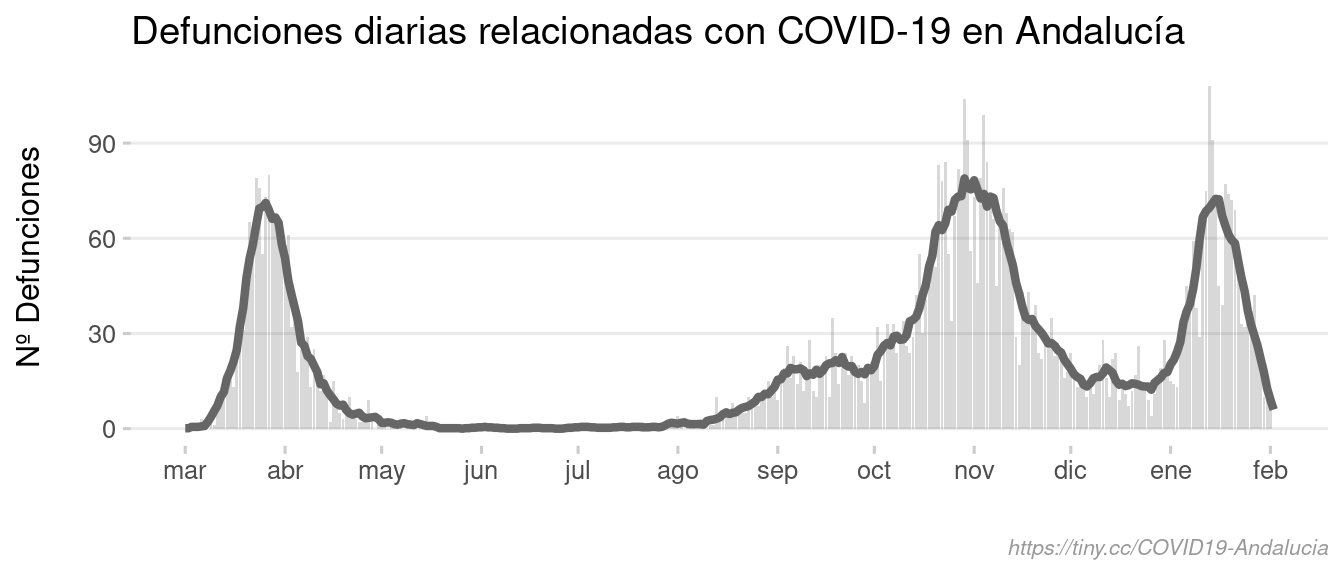 Defunciones diarias relacionadas con COVID-19 en Andalucía
Nº Defunciones
90
60
30
0
mar abr may jun jul ago sep oct nov dic ene feb
https://tiny.cc/COVID19-Andalucia